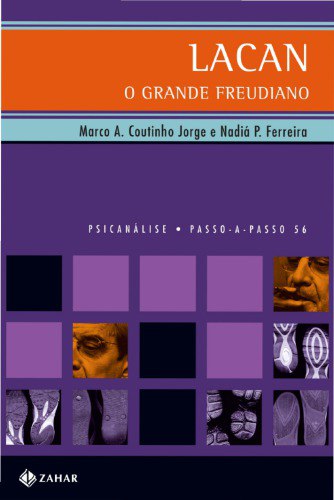 LACAN
O GRANDE FREUDIANO
Marco A. Coutinho Jorge e Nadiá P. Ferreira
PSICANÁLISE • PASSO-A-PASSO 56
ZAHAR